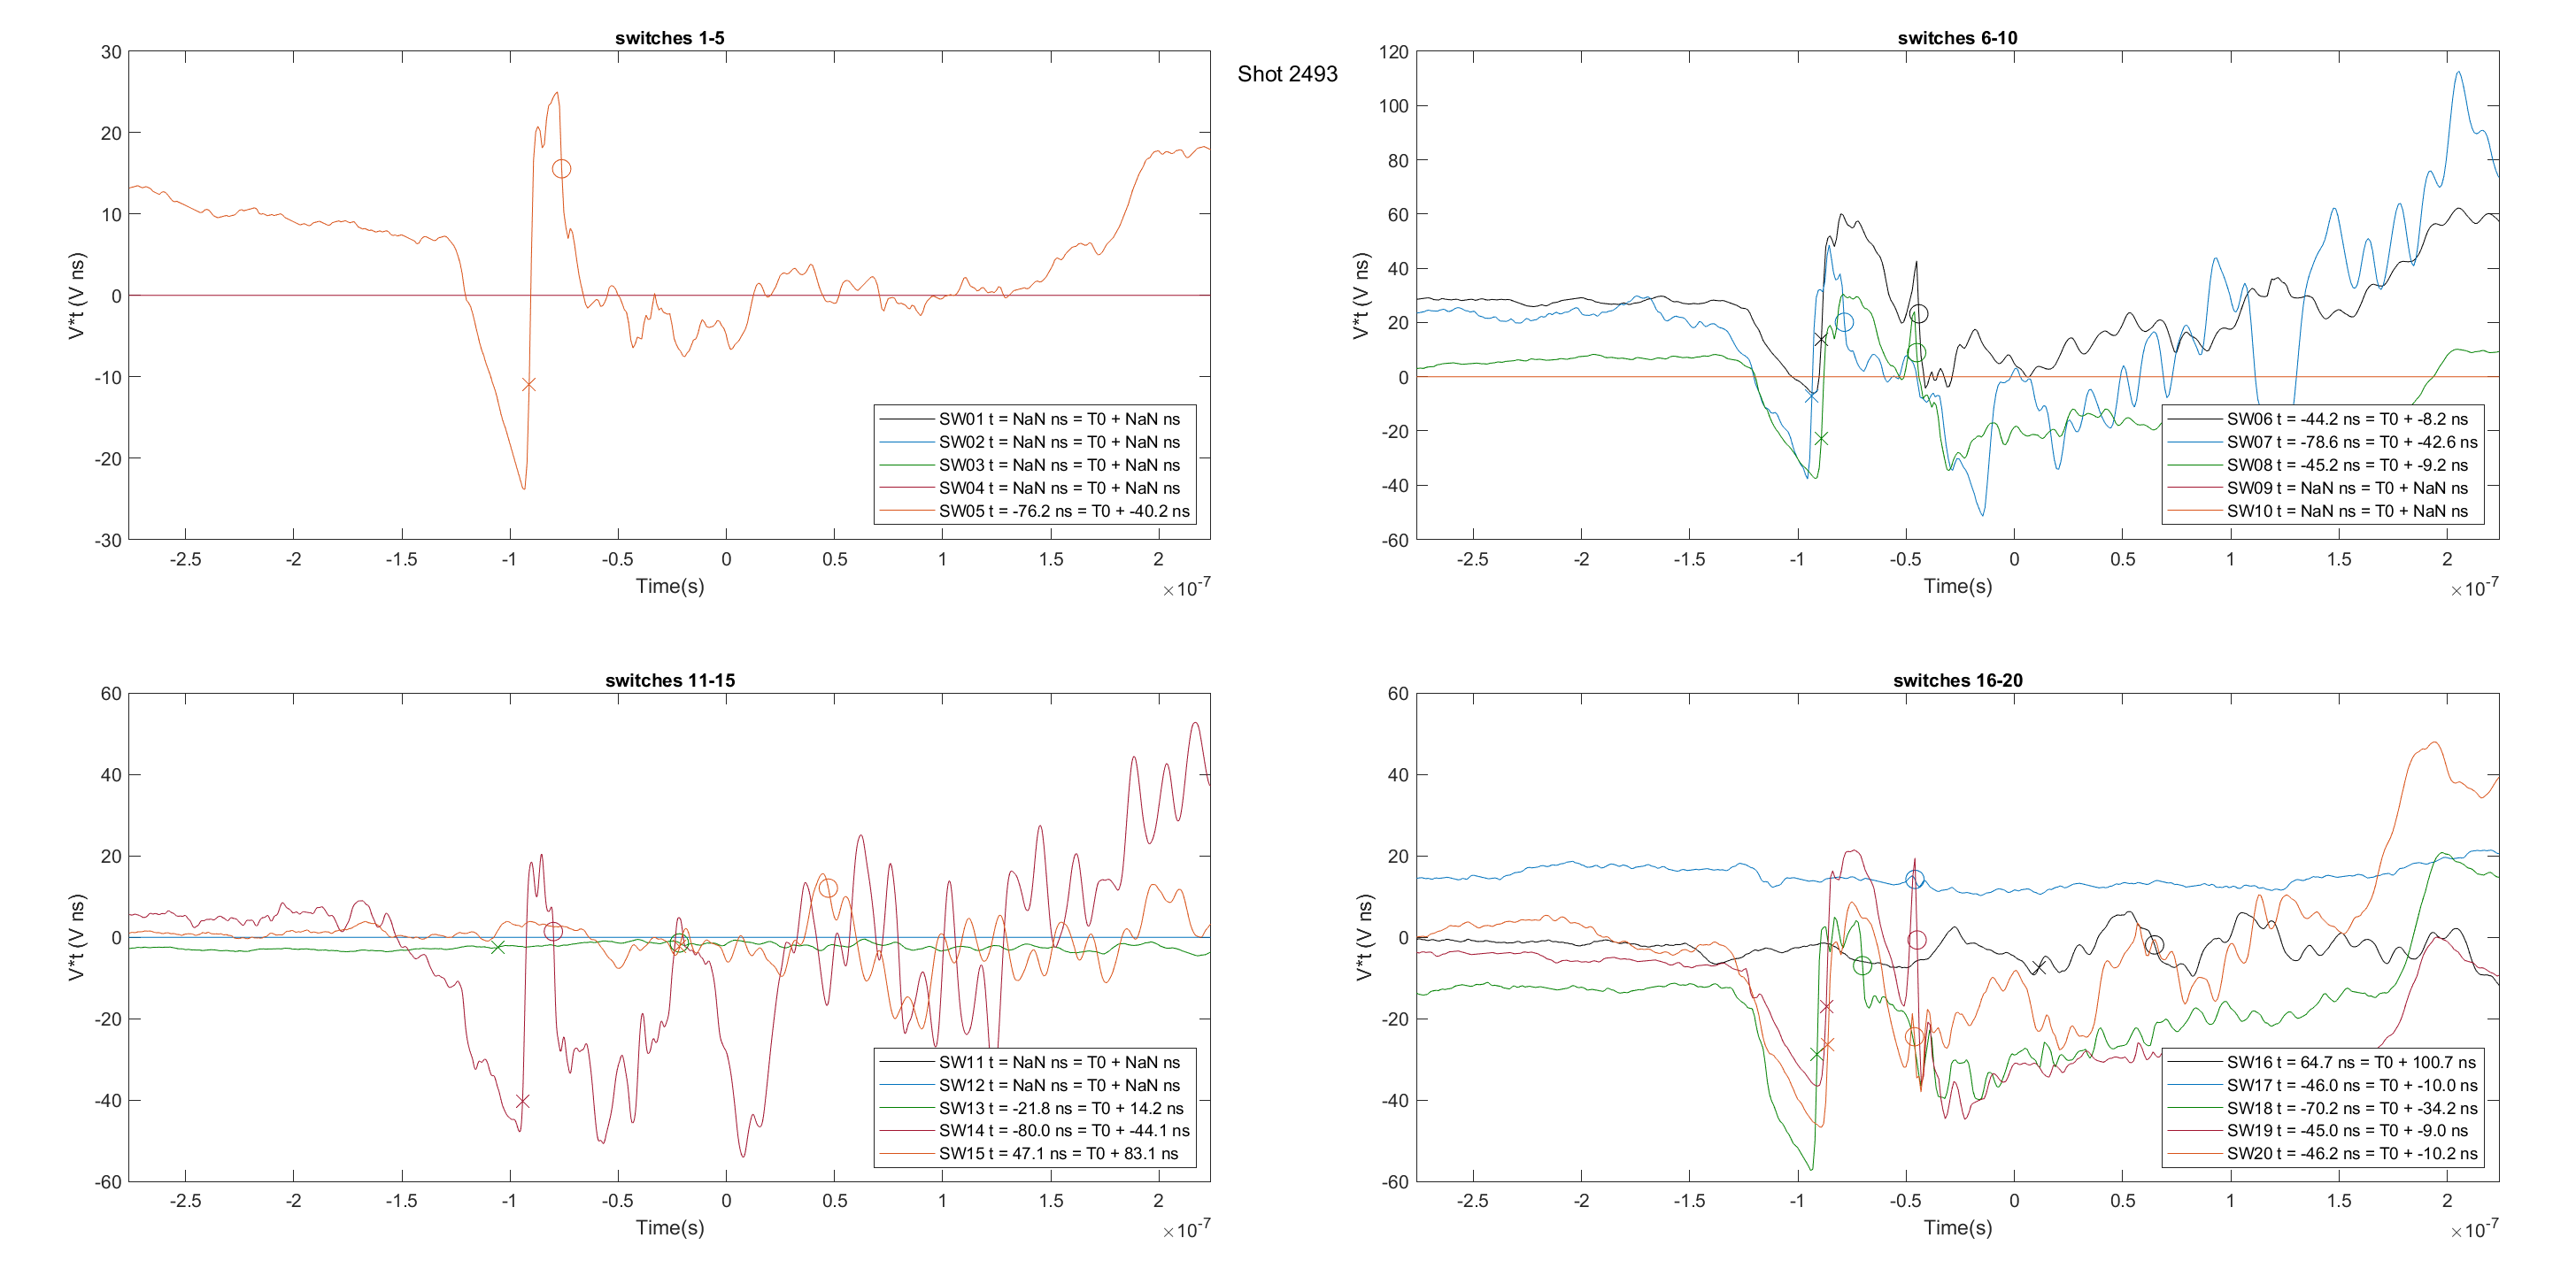 Shot 2493
switches 1-5
30
20
10
0
-10
-20
-30
V*t (V ns)
SW01 t = NaN ns = T0 + NaN ns
SW02 t = NaN ns = T0 + NaN ns
SW03 t = NaN ns = T0 + NaN ns
SW04 t = NaN ns = T0 + NaN ns
SW05 t = -76.2 ns = T0 + -40.2 ns
-2.5 -2 -1.5 -1 -0.5 0 0.5 1 1.5 2
Time(s)
×10-7
switches 6-10
120
100
80
60
40
20
0
-20
-40
-60
V*t (V ns)
SW06 t = -44.2 ns = T0 + -8.2 ns
SW07 t = -78.6 ns = T0 + -42.6 ns
SW08 t = -45.2 ns = T0 + -9.2 ns
SW09 t = NaN ns = T0 + NaN ns
SW10 t = NaN ns = T0 + NaN ns
-2.5 -2 -1.5 -1 -0.5 0 0.5 1 1.5 2
Time(s)
×10-7
switches 11-15
60
40
20
0
-20
-40
-60
V*t (V ns)
SW11 t = NaN ns = T0 + NaN ns
SW12 t = NaN ns = T0 + NaN ns
SW13 t = -21.8 ns = T0 + 14.2 ns
SW14 t = -80.0 ns = T0 + -44.1 ns
SW15 t = 47.1 ns = T0 + 83.1 ns
-2.5 -2 -1.5 -1 -0.5 0 0.5 1 1.5 2
Time(s)
×10-7
switches 16-20
60
40
20
0
-20
-40
-60
V*t (V ns)
SW16 t = 64.7 ns = T0 + 100.7 ns
SW17 t = -46.0 ns = T0 + -10.0 ns
SW18 t = -70.2 ns = T0 + -34.2 ns
SW19 t = -45.0 ns = T0 + -9.0 ns
SW20 t = -46.2 ns = T0 + -10.2 ns
-2.5 -2 -1.5 -1 -0.5 0 0.5 1 1.5 2
Time(s)
×10-7